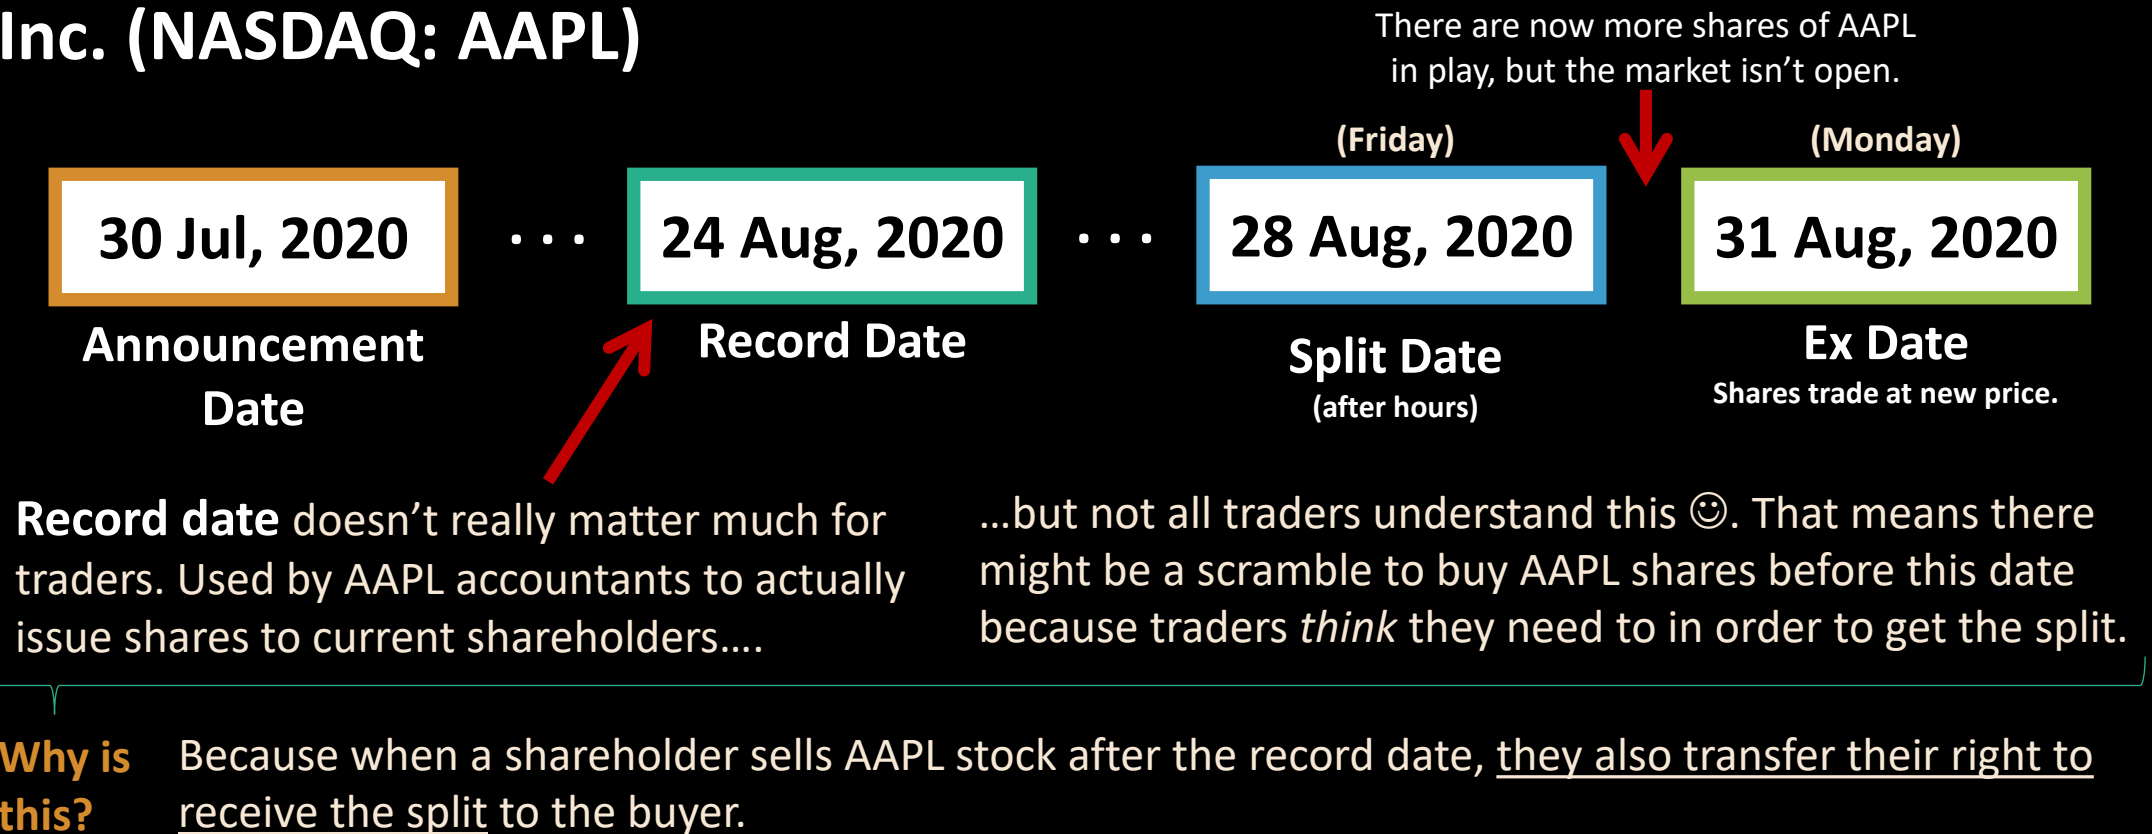 Inc. (NASDAQ: AAPL)
There are now more shares of AAPL
in play, but the market isn't open.
(Friday)
(Monday)
30 Jul, 2020
. . .
24 Aug, 2020
. . .
28 Aug, 2020
31 Aug, 2020
Announcement
Date
Record Date
Split Date
(after hours)
Ex Date
Shares trade at new price.
Record date doesn't really matter much for
traders. Used by AAPL accountants to actually
issue shares to current shareholders....
...but not all traders understand this ☺. That means there
might be a scramble to buy AAPL shares before this date
because traders think they need to in order to get the split.
Why is
this?
Because when a shareholder sells AAPL stock after the record date, they also transfer their right to
receive the split to the buyer.